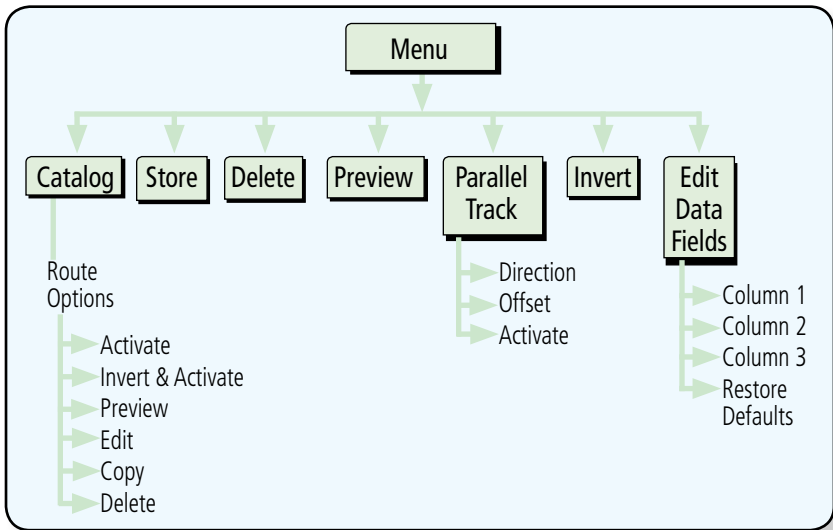 Menu
Catalog
Store
Delete
Preview
Parallel
Track
Invert
Edit
Data
Fields
Route
Options
Activate
Invert & Activate
Preview
Edit
Copy
Delete
Direction
Offset
Activate
Column 1
Column 2
Column 3
Restore
Defaults